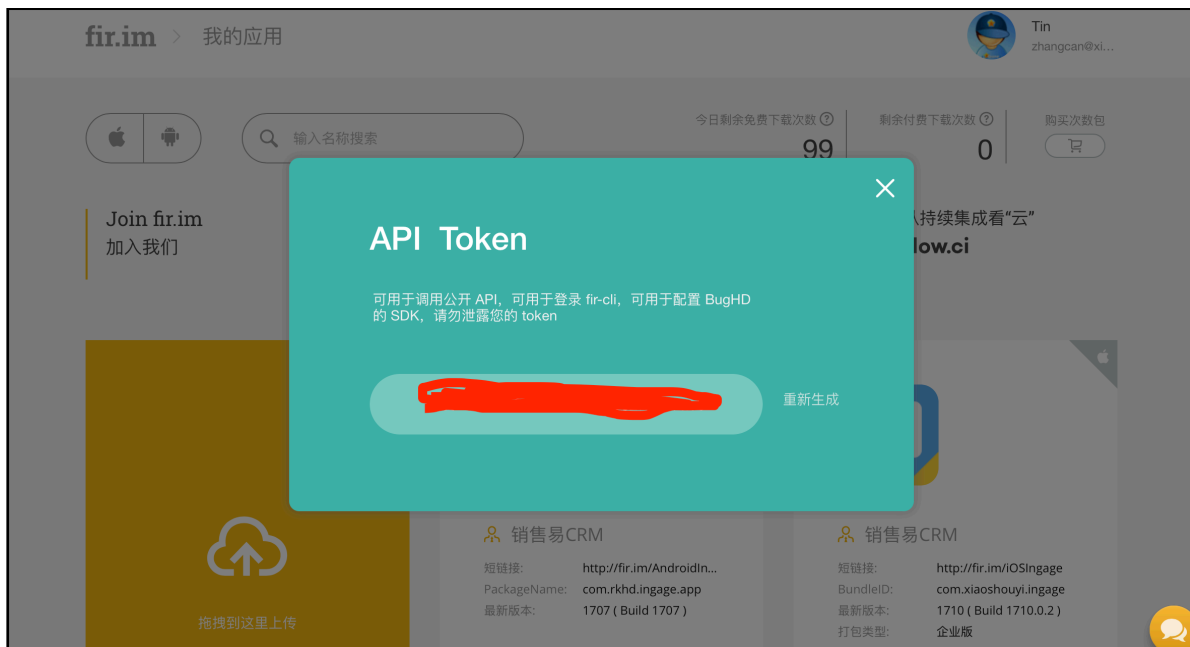 fir.im > 我的应用
Tin
zhangcan@xi...
输入名称搜索
今日剩余免费下载次数 ?
99
剩余付费下载次数 ?
0
购买次数包
Join fir.im
加入我们
持续集成看“云”
low.ci
API Token
可用于调用公开 API，可用于登录 fir-cli，可用于配置 BugHD
的 SDK，请勿泄露您的 token
重新生成
拖拽到这里上传
销售易CRM
短链接: http://fir.im/AndroidIn...
PackageName: com.rkhd.ingage.app
最新版本: 1707 ( Build 1707 )
销售易CRM
短链接: http://fir.im/iOSIngage
BundleID: com.xiaoshouyi.ingage
最新版本: 1710 ( Build 1710.0.2 )
打包类型: 企业版